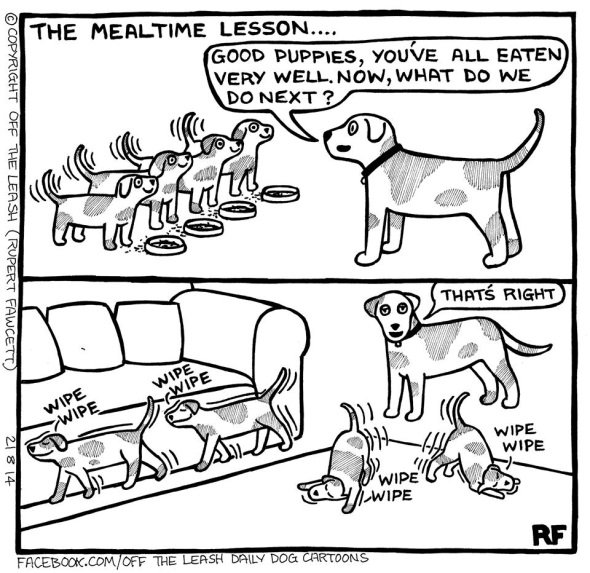 THE MEALTIME LESSON....
GOOD PUPPIES, YOU'VE ALL EATEN
VERY WELL. NOW, WHAT DO WE
DO NEXT?
THAT'S RIGHT
WIPE
WIPE
WIPE
WIPE
WIPE
WIPE
WIPE
WIPE
RF
© COPYRIGHT OFF THE LEASH (RUPERT FAWCETT) 21·8·14
FACEBOOK.COM/OFF THE LEASH DAILY DOG CARTOONS